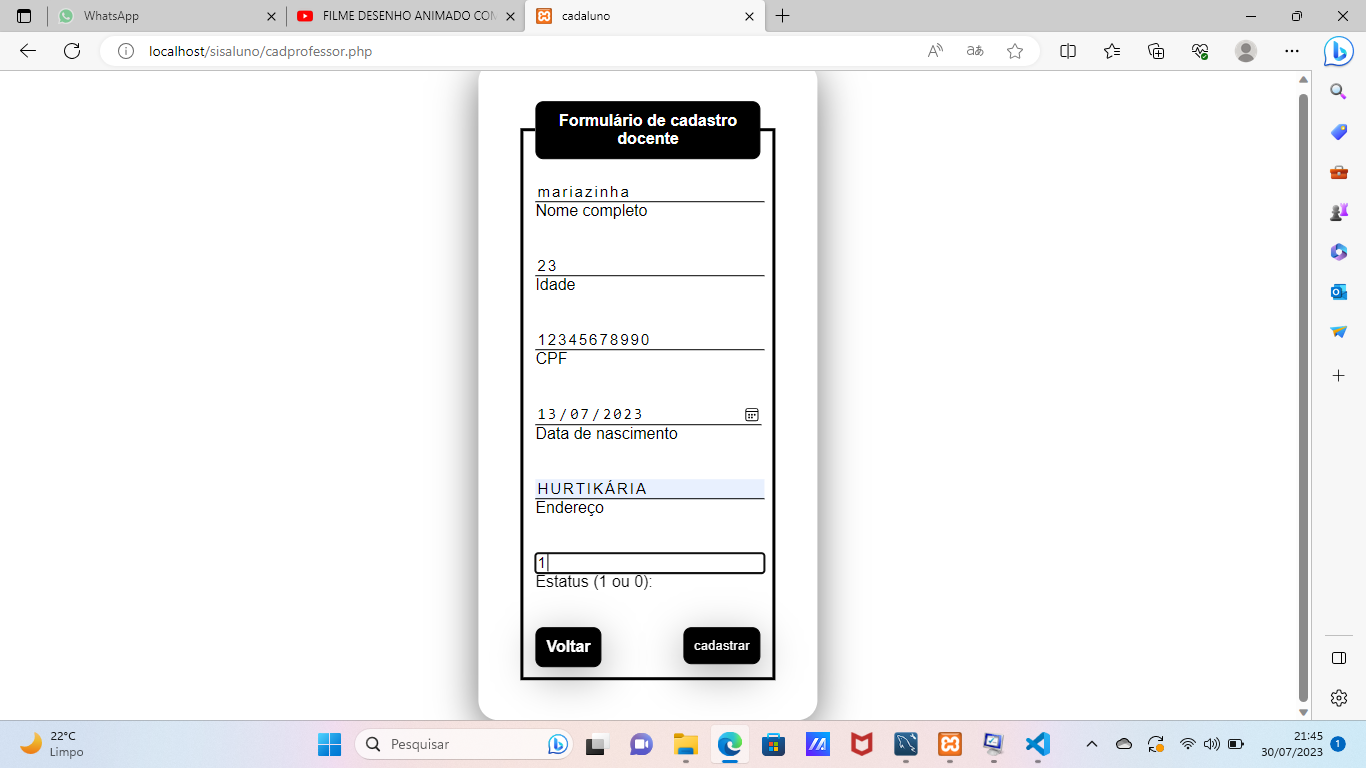 WhatsApp
FILME DESENHO ANIMADO COM
cadaluno
localhost/sisaluno/cadprofessor.php
Formulário de cadastro
docente
mariazinha
Nome completo
23
Idade
12345678990
CPF
13/07/2023
Data de nascimento
HURTIKÁRIA
Endereço
1
Estatus (1 ou 0):
Voltar
cadastrar
22°C
Limpo
Pesquisar
21:45
30/07/2023
1